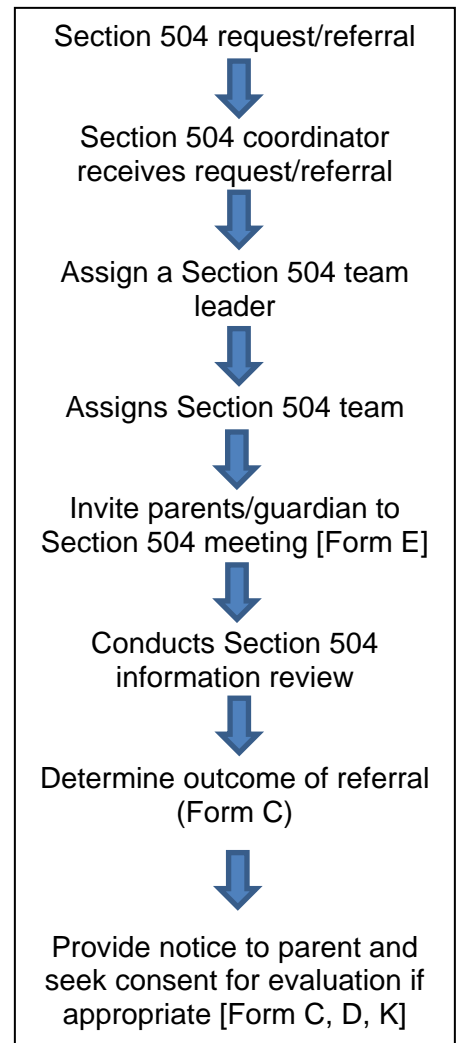 Section 504 request/referral
Section 504 coordinator
receives request/referral
Assign a Section 504 team
leader
Assigns Section 504 team
Invite parents/guardian to
Section 504 meeting [Form E]
Conducts Section 504
information review
Determine outcome of referral
(Form C)
Provide notice to parent and
seek consent for evaluation if
appropriate [Form C, D, K]